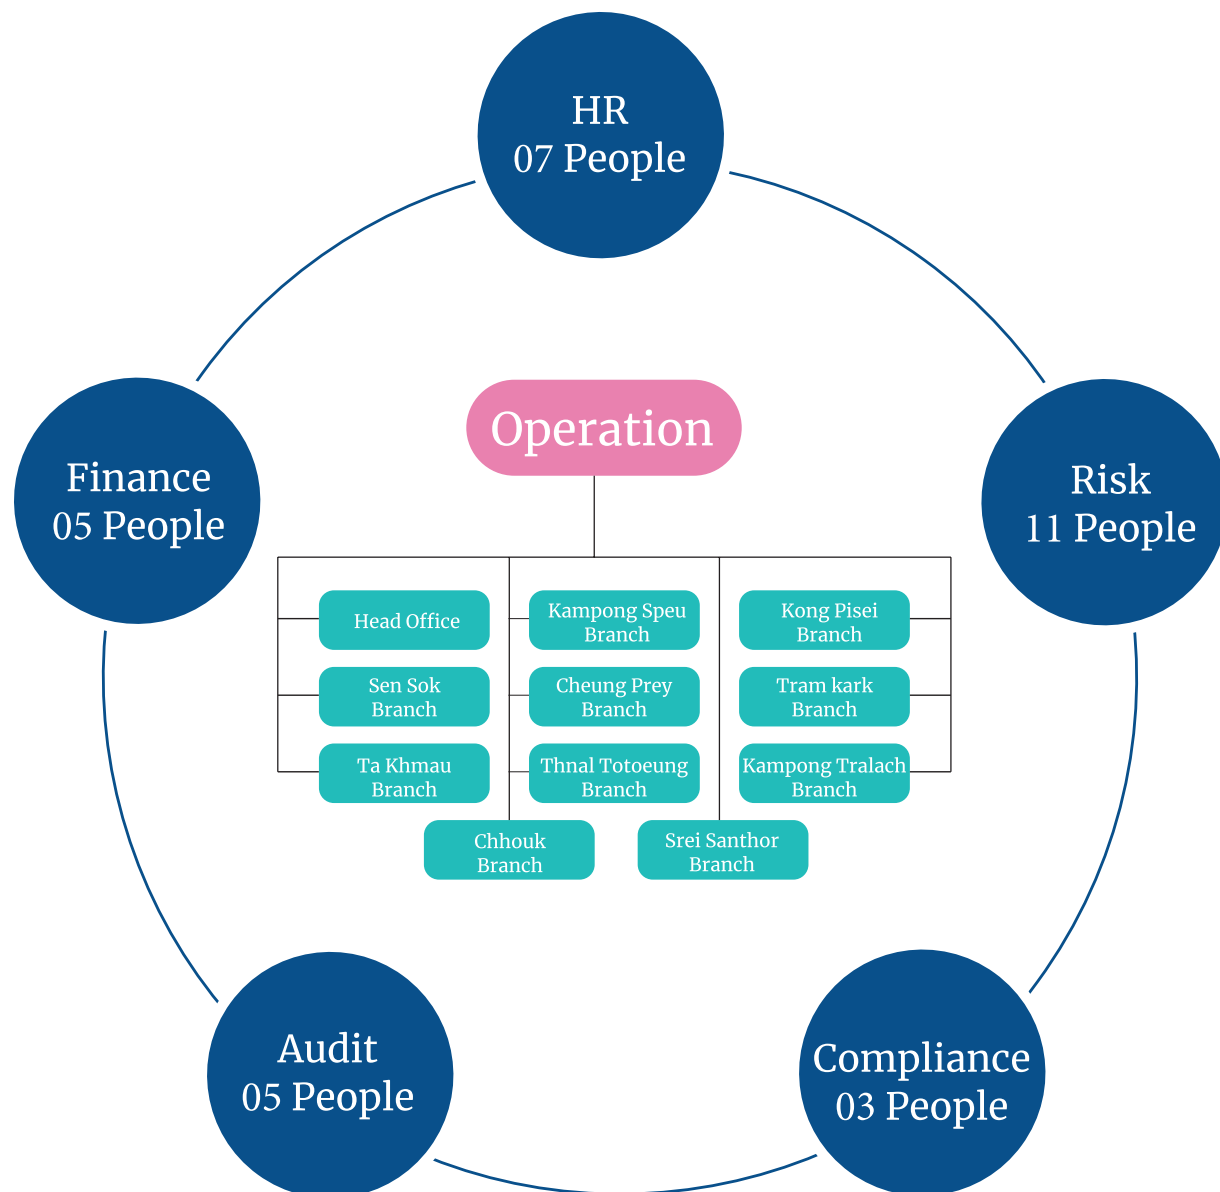 HR
07 People
Operation
Finance
05 People
Risk
11 People
Head Office
Kampong Speu
Branch
Kong Pisei
Branch
Sen Sok
Branch
Cheung Prey
Branch
Tram kark
Branch
Ta Khmau
Branch
Thnal Totoeung
Branch
Kampong Tralach
Branch
Chhouk
Branch
Srei Santhor
Branch
Audit
05 People
Compliance
03 People